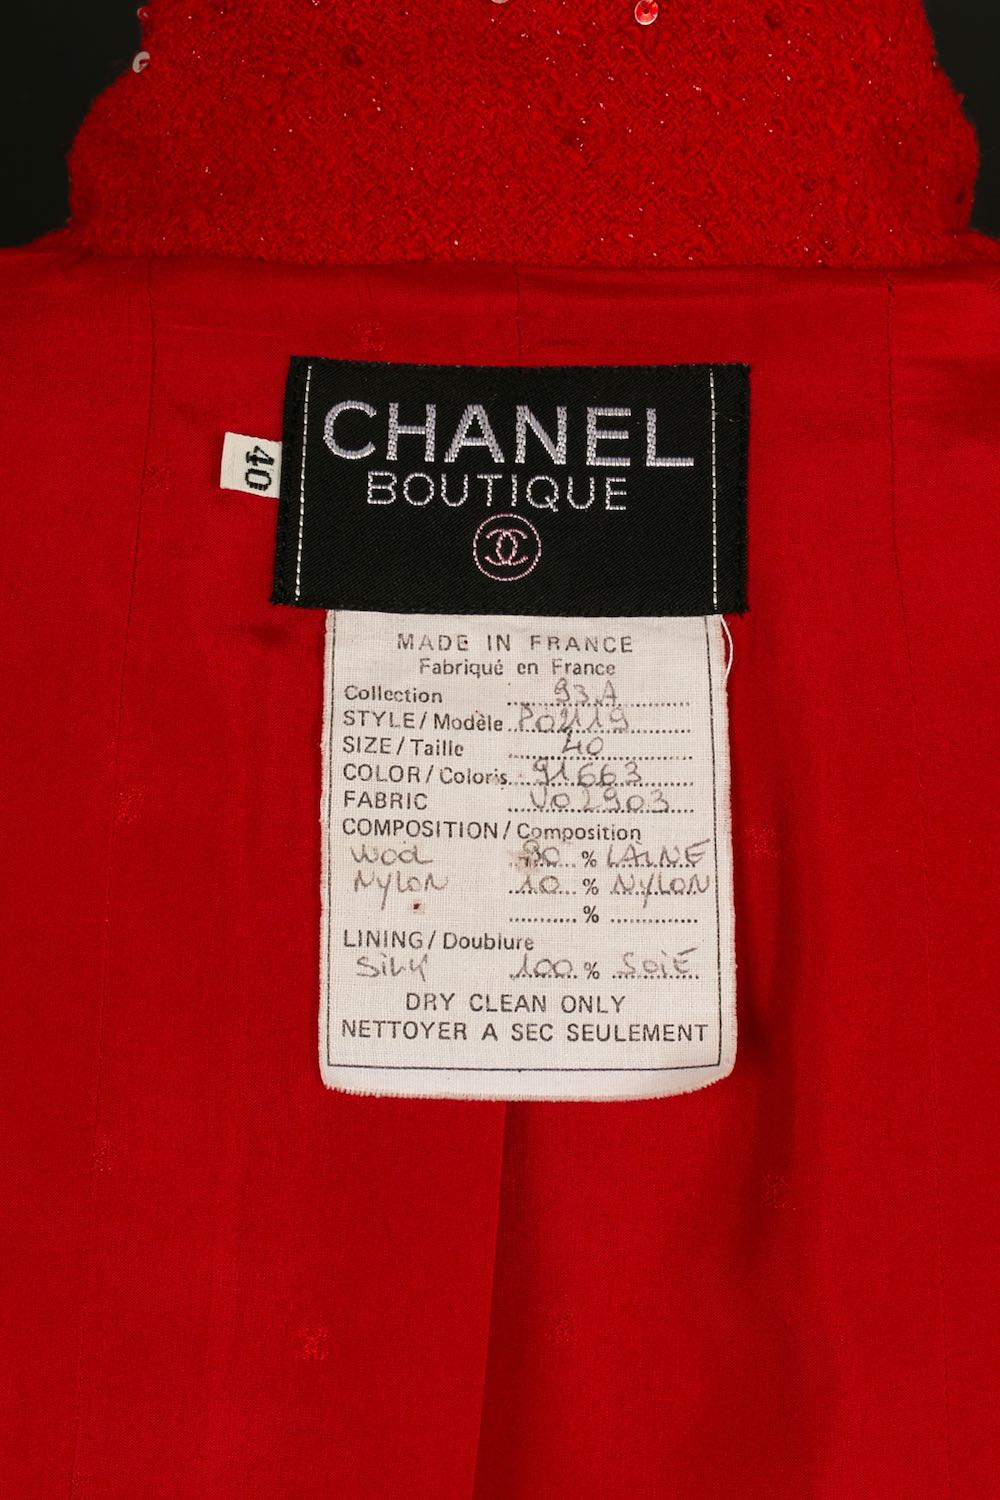 CHANEL
BOUTIQUE
40
MADE IN FRANCE
Fabriqué en France
Collection 93A
STYLE/Modèle P02119
SIZE/Taille 40
COLOR/Coloris 91663
FABRIC V02903
COMPOSITION/Composition
Wool 90 % LAINE
NYLON 10 % NYLON
%
LINING/Doublure
SILK 100 % SOIE
DRY CLEAN ONLY
NETTOYER A SEC SEULEMENT